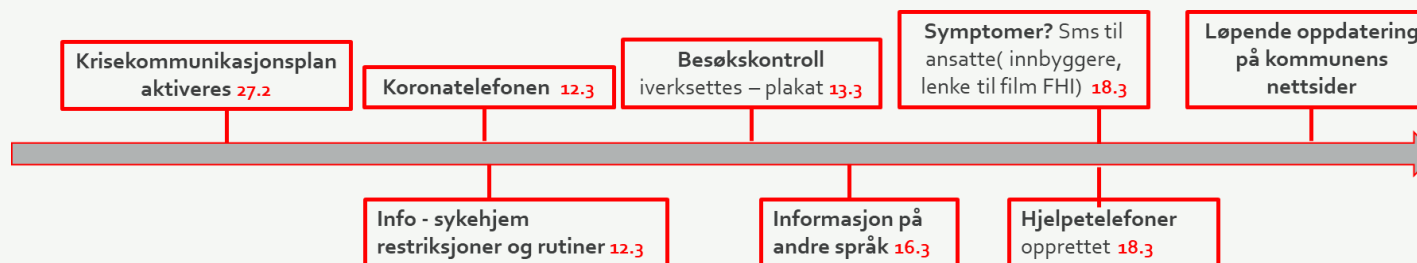 Krisekommunikasjonsplan
aktiveres 27.2
Koronatelefonen 12.3
Besøkskontroll
iverksettes – plakat 13.3
Symptomer? Sms til
ansatte( innbyggere,
lenke til film FHI) 18.3
Løpende oppdatering
på kommunens
nettsider
Info - sykehjem
restriksjoner og rutiner 12.3
Informasjon på
andre språk 16.3
Hjelpetelefoner
opprettet 18.3